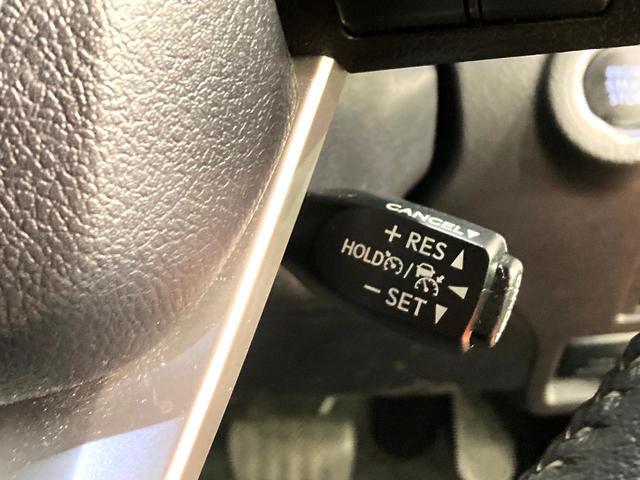 CANCEL▼
+ RES ▲
HOLD / ◀
− SET ▼